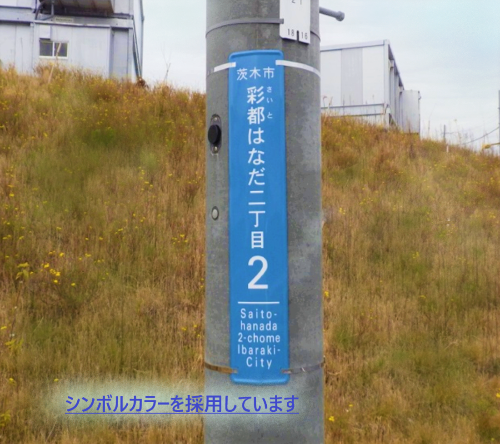 茨木市
彩都はなだ二丁目
さいと
2
Saito-
hanada
2-chome
Ibaraki-
City
シンボルカラーを採用しています